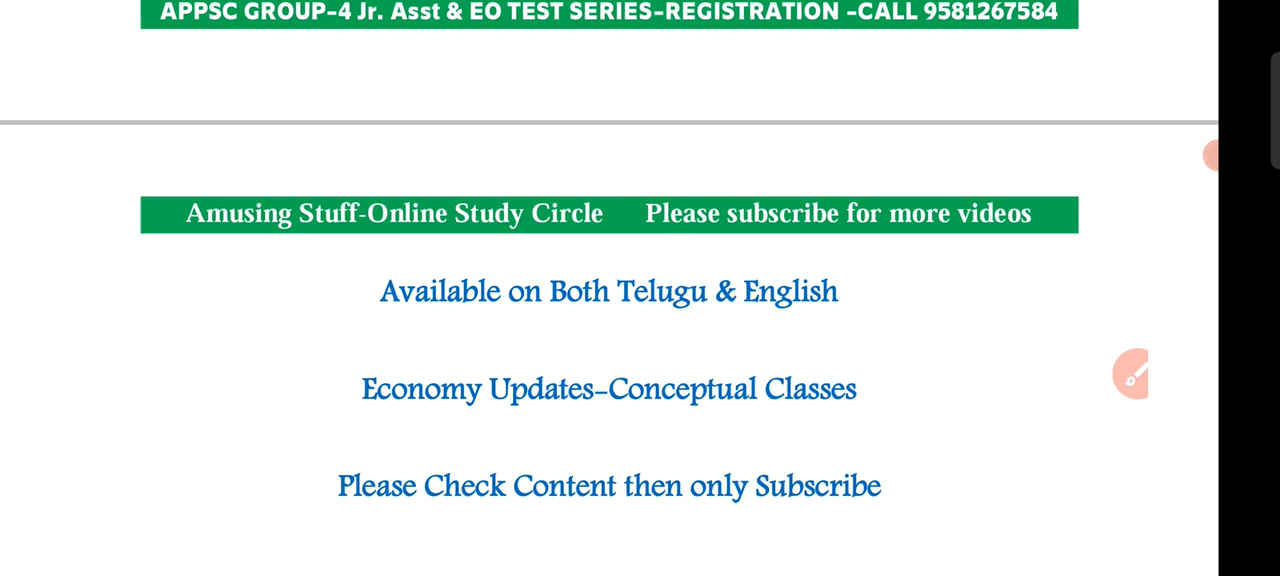 APPSC GROUP-4 Jr. Asst & EO TEST SERIES-REGISTRATION -CALL 9581267584
Amusing Stuff-Online Study Circle Please subscribe for more videos
Available on Both Telugu & English
Economy Updates-Conceptual Classes
Please Check Content then only Subscribe